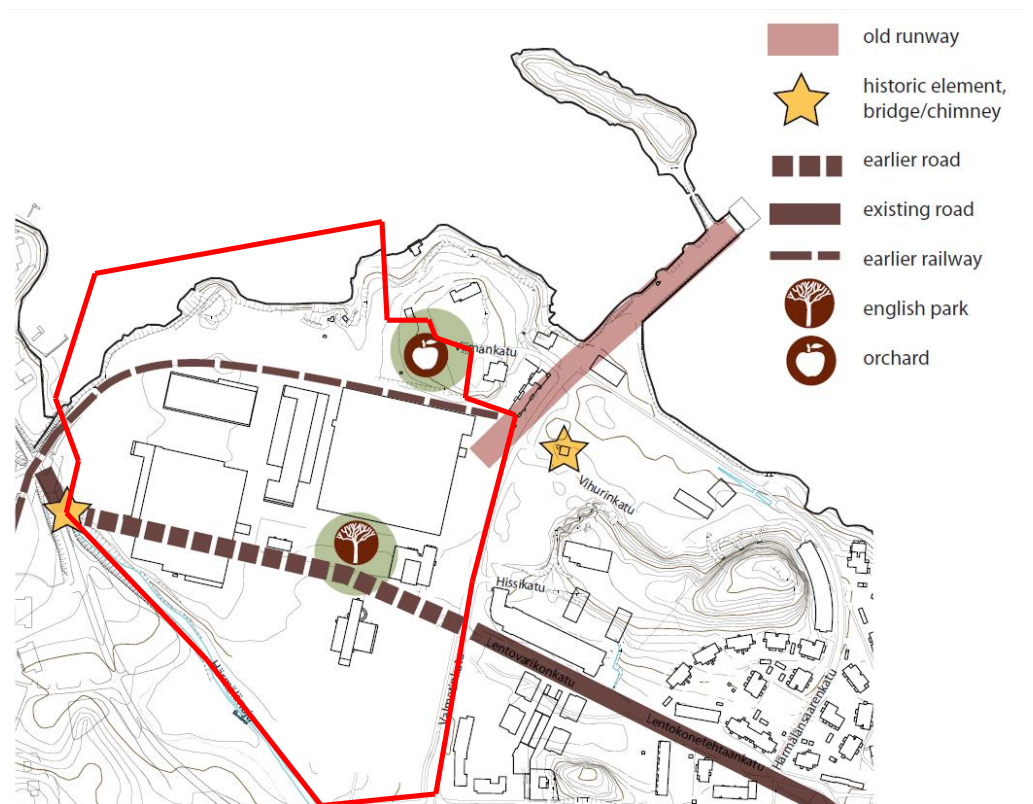 old runway
historic element,
bridge/chimney
earlier road
existing road
earlier railway
english park
orchard
Vihurinkatu
Hissikatu
Lentovarikonkatu
Lentokonetehtaankatu
Härmälänsaarenkatu